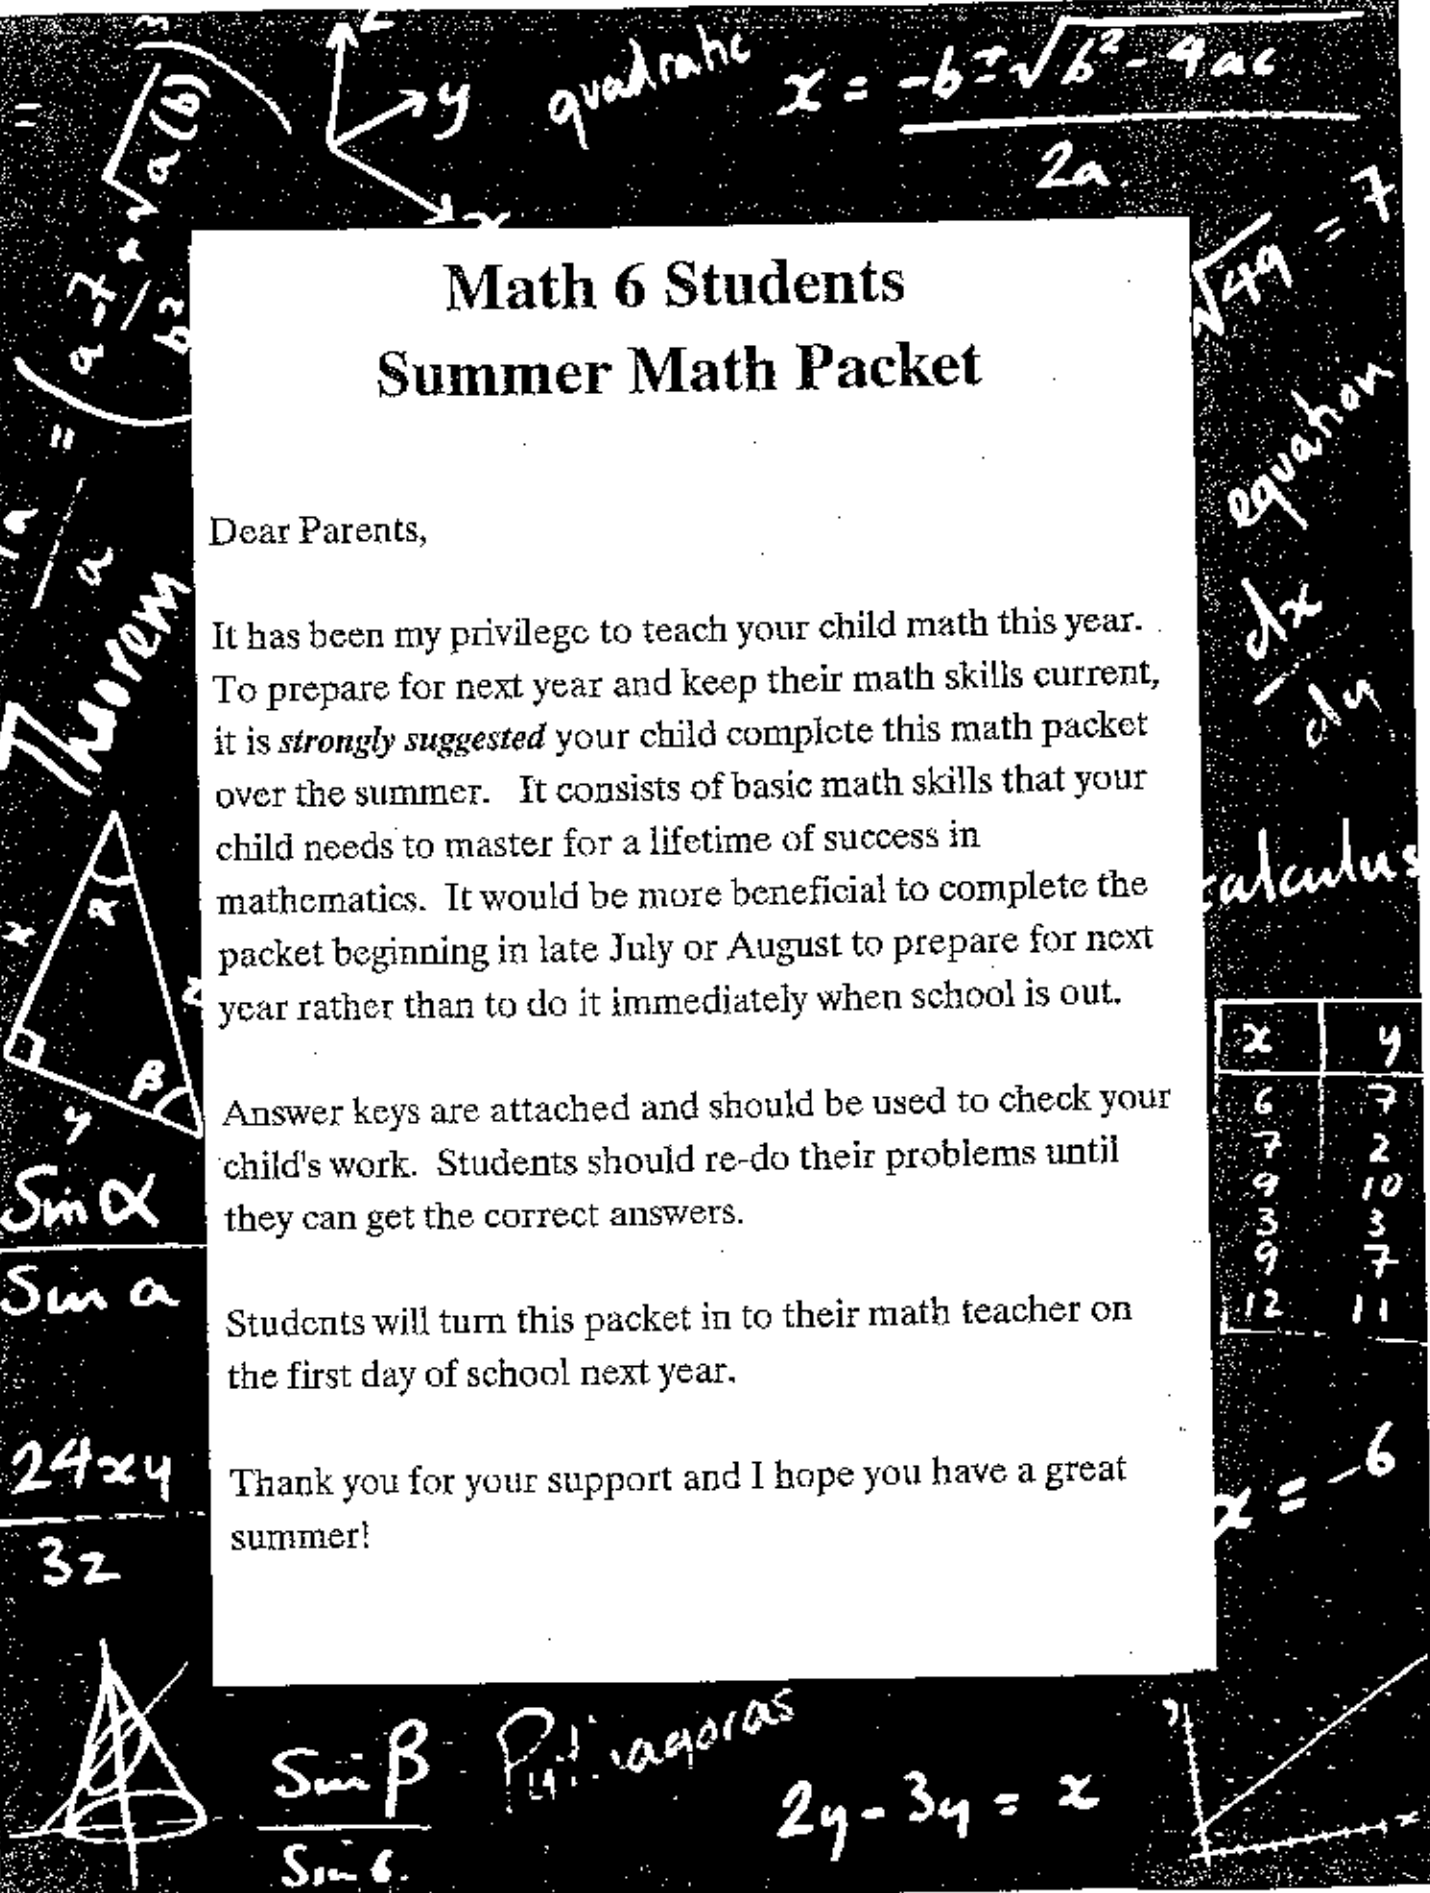 z
y
x
quadratic x = -b ± √b² - 4ac
2a
√a(b)
√49 = 7
Math 6 Students
Summer Math Packet
equation
Dear Parents,
dx
dy
Theorem
It has been my privilege to teach your child math this year.
To prepare for next year and keep their math skills current,
it is strongly suggested your child complete this math packet
over the summer. It consists of basic math skills that your
child needs to master for a lifetime of success in
mathematics. It would be more beneficial to complete the
packet beginning in late July or August to prepare for next
year rather than to do it immediately when school is out.
calculus
x
α
z
β
y
Answer keys are attached and should be used to check your
child's work. Students should re-do their problems until
they can get the correct answers.
x y
6 7
7 2
9 10
3 3
9 7
12 11
Sin α
Sin a
Students will turn this packet in to their math teacher on
the first day of school next year.
24xy
3z
x = -6
Thank you for your support and I hope you have a great
summer!
Sin β
2y - 3y = x
x